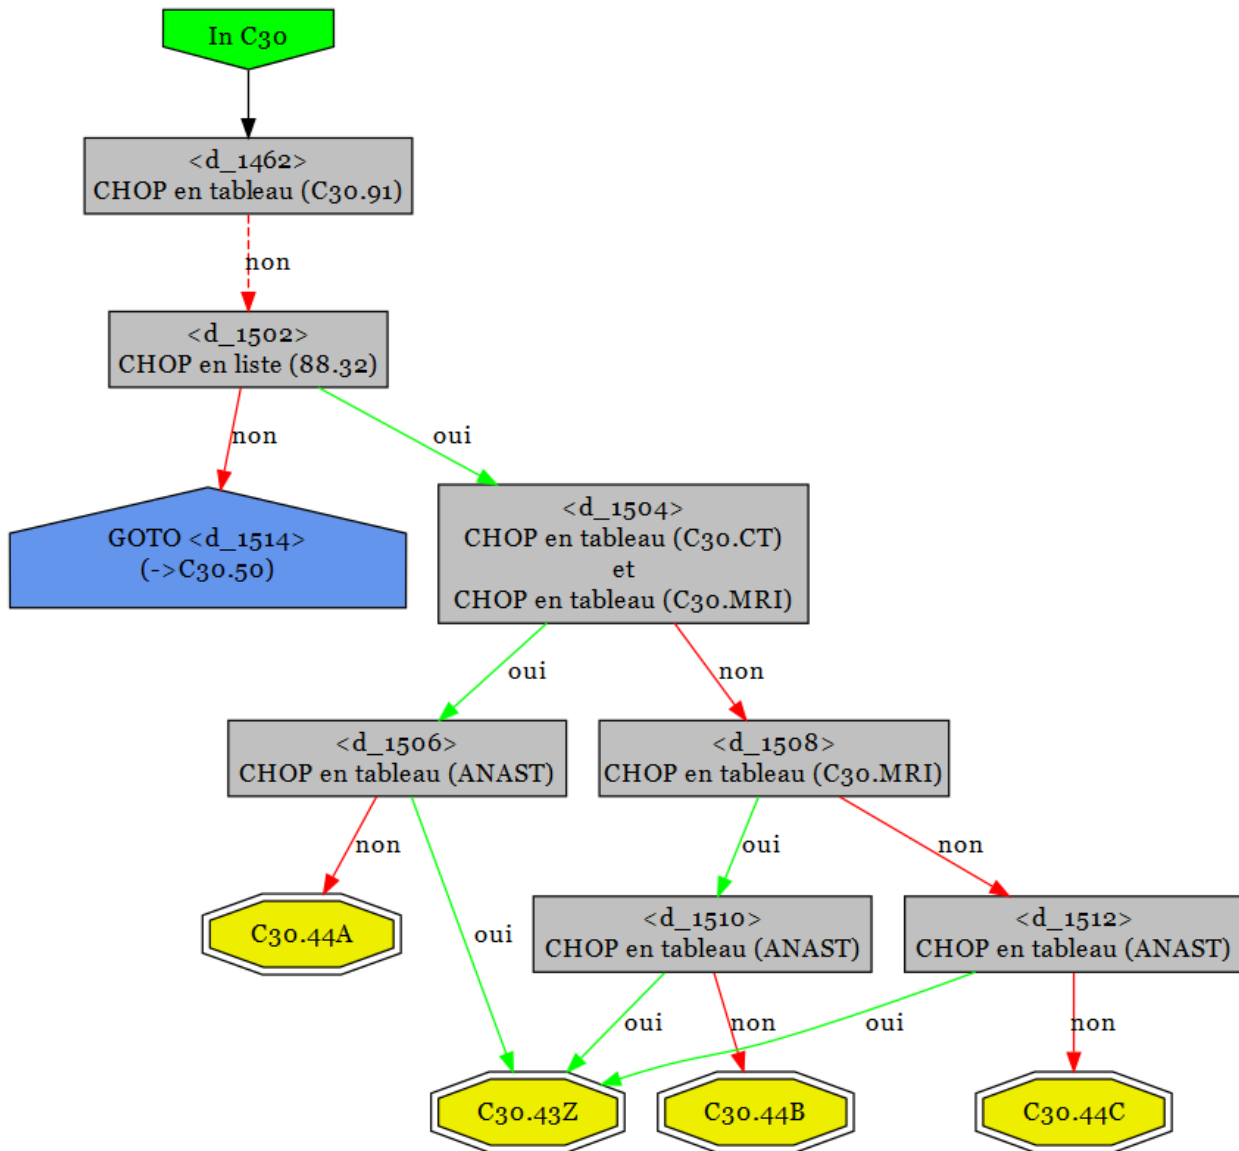 In C30
<d_1462>
CHOP en tableau (C30.91)
non
<d_1502>
CHOP en liste (88.32)
non
oui
GOTO <d_1514>
(->C30.50)
<d_1504>
CHOP en tableau (C30.CT)
et
CHOP en tableau (C30.MRI)
oui
non
<d_1506>
CHOP en tableau (ANAST)
<d_1508>
CHOP en tableau (C30.MRI)
non
oui
non
C30.44A
oui
<d_1510>
CHOP en tableau (ANAST)
<d_1512>
CHOP en tableau (ANAST)
oui
non
oui
non
C30.43Z
C30.44B
C30.44C